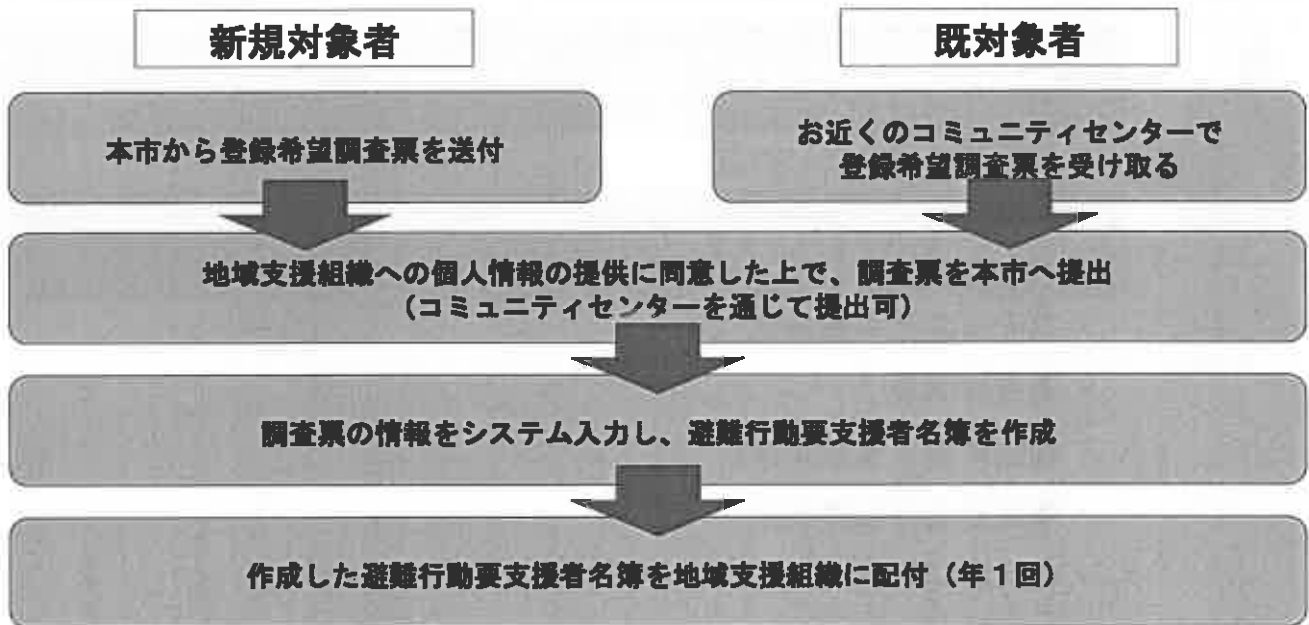 新規対象者
既対象者
本市から登録希望調査票を送付
お近くのコミュニティセンターで
登録希望調査票を受け取る
地域支援組織への個人情報の提供に同意した上で、調査票を本市へ提出
(コミュニティセンターを通じて提出可)
調査票の情報をシステム入力し、避難行動要支援者名簿を作成
作成した避難行動要支援者名簿を地域支援組織に配付（年１回）